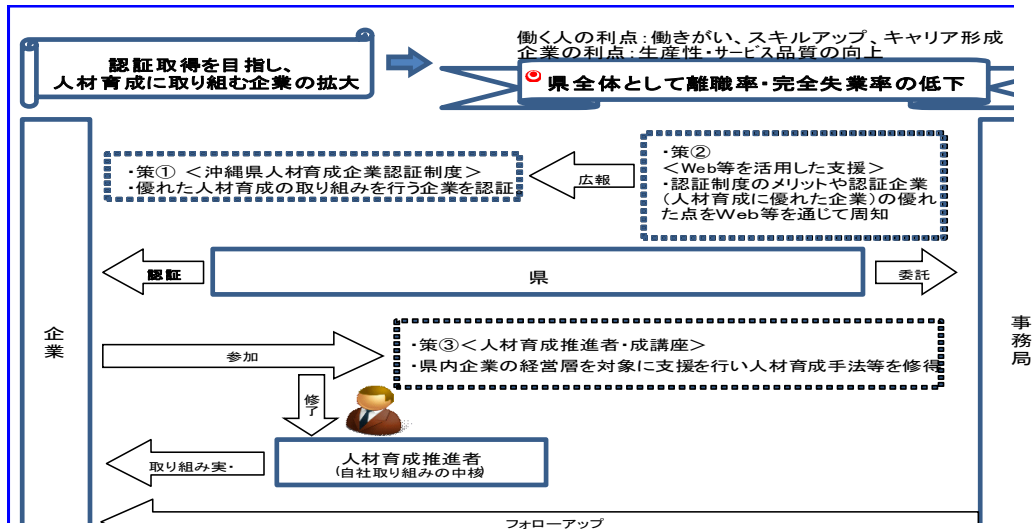 働く人の利点：働きがい、スキルアップ、キャリア形成
企業の利点：生産性・サービス品質の向上
認証取得を目指し、
人材育成に取り組む企業の拡大
県全体として離職率・完全失業率の低下
・策① ＜沖縄県人材育成企業認証制度＞
・優れた人材育成の取り組みを行う企業を認証
広報
・策②
＜Web等を活用した支援＞
・認証制度のメリットや認証企業
（人材育成に優れた企業）の優れ
た点をWeb等を通じて周知
認証
県
委託
企業
事務局
参加
・策③＜人材育成推進者・成講座＞
・県内企業の経営層を対象に支援を行い人材育成手法等を修得
修了
取り組み実・
人材育成推進者
(自社取り組みの中核)
フォローアップ